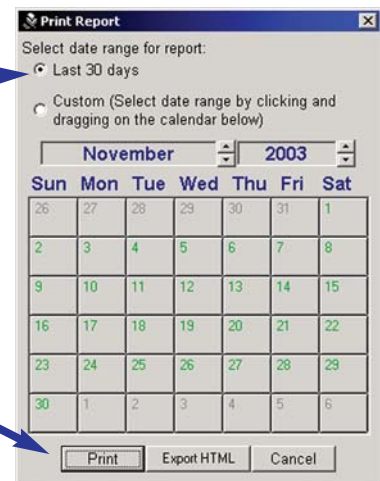 Print Report
Select date range for report:
Last 30 days
Custom (Select date range by clicking and
dragging on the calendar below)
November 2003
Sun Mon Tue Wed Thu Fri Sat
26 27 28 29 30 31 1
2 3 4 5 6 7 8
9 10 11 12 13 14 15
16 17 18 19 20 21 22
23 24 25 26 27 28 29
30 1 2 3 4 5 6
Print Export HTML Cancel